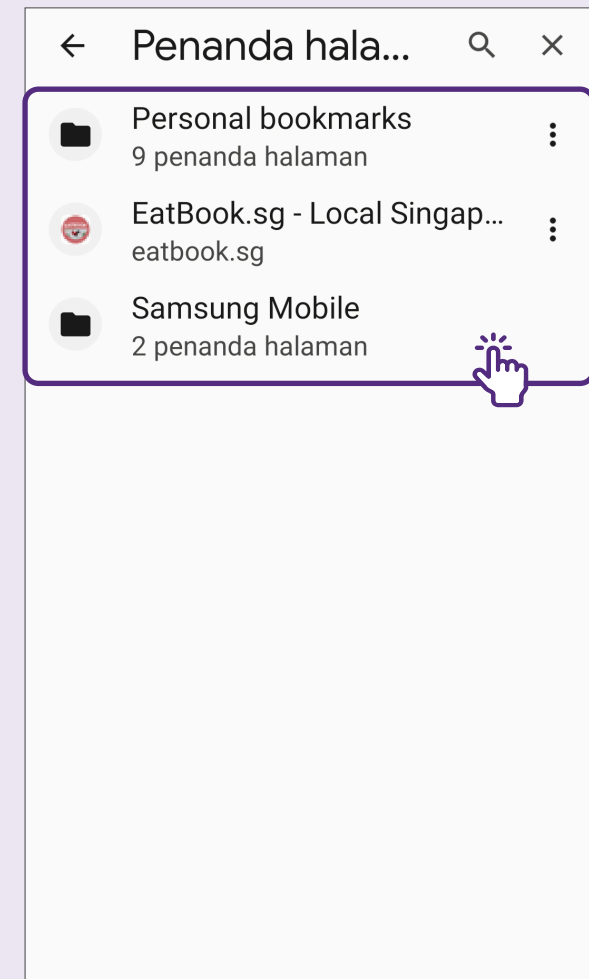 Penanda hala...
Personal bookmarks
9 penanda halaman
EatBook.sg - Local Singap...
eatbook.sg
Samsung Mobile
2 penanda halaman